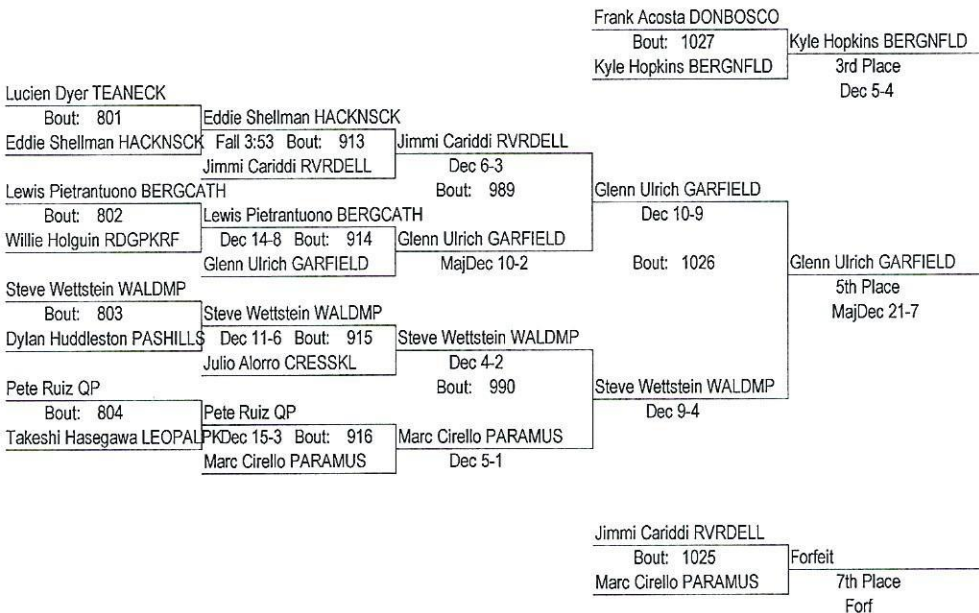 Frank Acosta DONBOSCO
Bout: 1027
Kyle Hopkins BERGNFLD
Kyle Hopkins BERGNFLD
3rd Place
Dec 5-4
Lucien Dyer TEANECK
Bout: 801
Eddie Shellman HACKNSCK
Eddie Shellman HACKNSCK
Fall 3:53 Bout: 913
Jimmi Cariddi RVRDELL
Jimmi Cariddi RVRDELL
Dec 6-3
Bout: 989
Lewis Pietrantuono BERGCATH
Bout: 802
Willie Holguin RDGPKRF
Lewis Pietrantuono BERGCATH
Dec 14-8 Bout: 914
Glenn Ulrich GARFIELD
Glenn Ulrich GARFIELD
MajDec 10-2
Glenn Ulrich GARFIELD
Dec 10-9
Bout: 1026
Steve Wettstein WALDMP
Bout: 803
Dylan Huddleston PASHILLS
Steve Wettstein WALDMP
Dec 11-6 Bout: 915
Julio Alorro CRESSKL
Steve Wettstein WALDMP
Dec 4-2
Bout: 990
Pete Ruiz QP
Bout: 804
Takeshi Hasegawa LEOPALPK
Pete Ruiz QP
Dec 15-3 Bout: 916
Marc Cirello PARAMUS
Marc Cirello PARAMUS
Dec 5-1
Steve Wettstein WALDMP
Dec 9-4
Glenn Ulrich GARFIELD
5th Place
MajDec 21-7
Jimmi Cariddi RVRDELL
Bout: 1025
Marc Cirello PARAMUS
Forfeit
7th Place
Forf